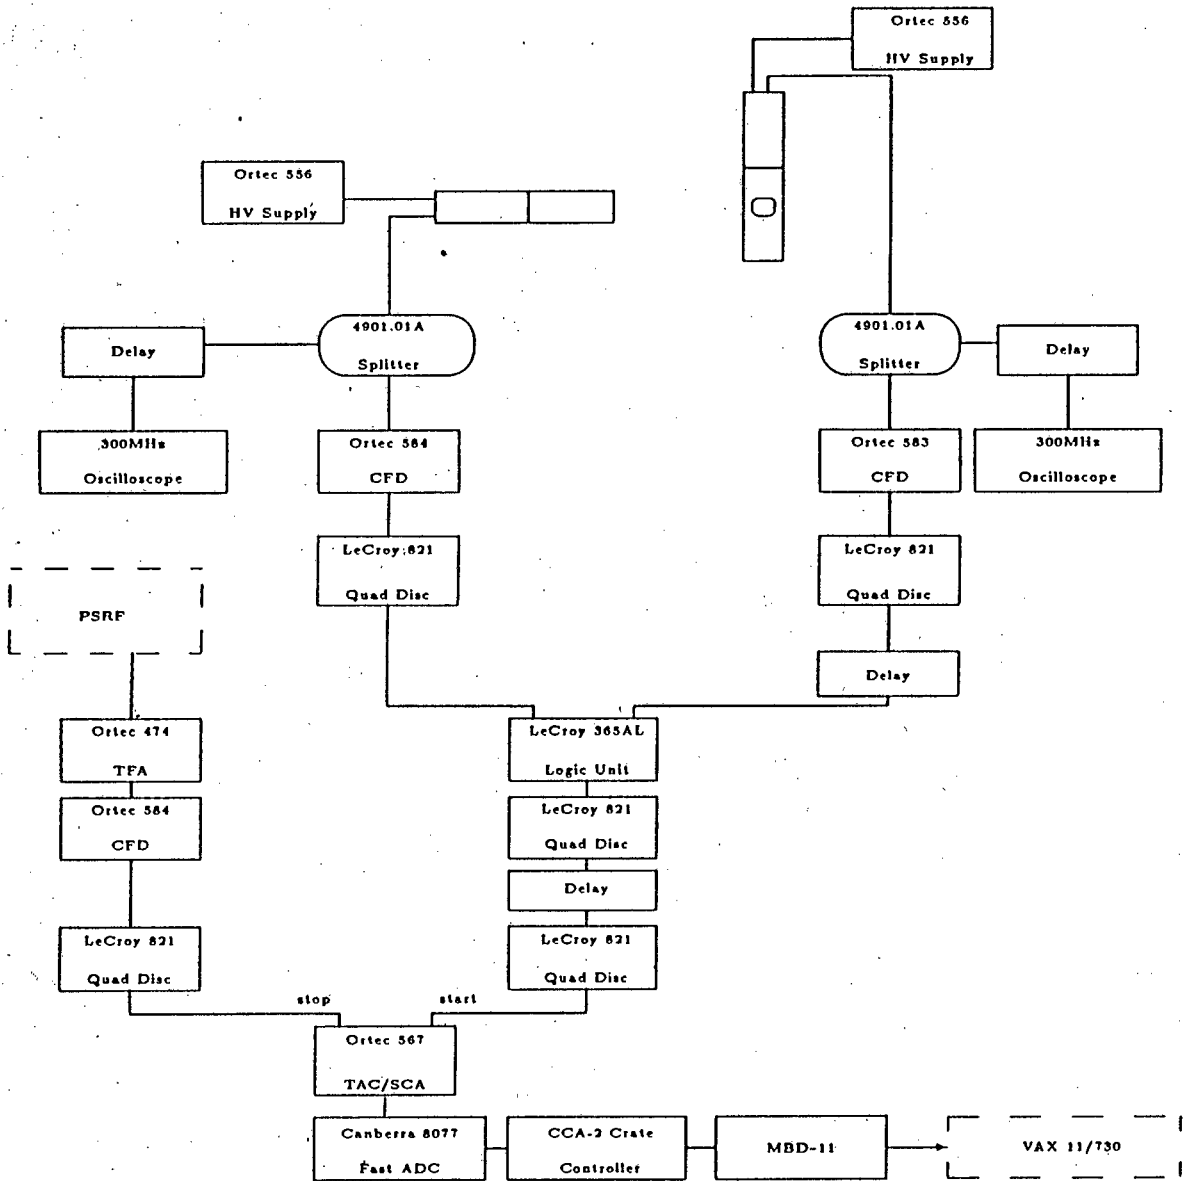 Ortec 556
HV Supply
Ortec 556
HV Supply
4901.01A
Splitter
Delay
300MHz
Oscilloscope
4901.01A
Splitter
Delay
300MHz
Oscilloscope
Ortec 584
CFD
Ortec 583
CFD
LeCroy 821
Quad Disc
LeCroy 821
Quad Disc
PSRF
Delay
Ortec 474
TFA
LeCroy 365AL
Logic Unit
Ortec 584
CFD
LeCroy 821
Quad Disc
Delay
LeCroy 821
Quad Disc
LeCroy 821
Quad Disc
stop
start
Ortec 567
TAC/SCA
Canberra 8077
Fast ADC
CCA-2 Crate
Controller
MBD-11
VAX 11/730